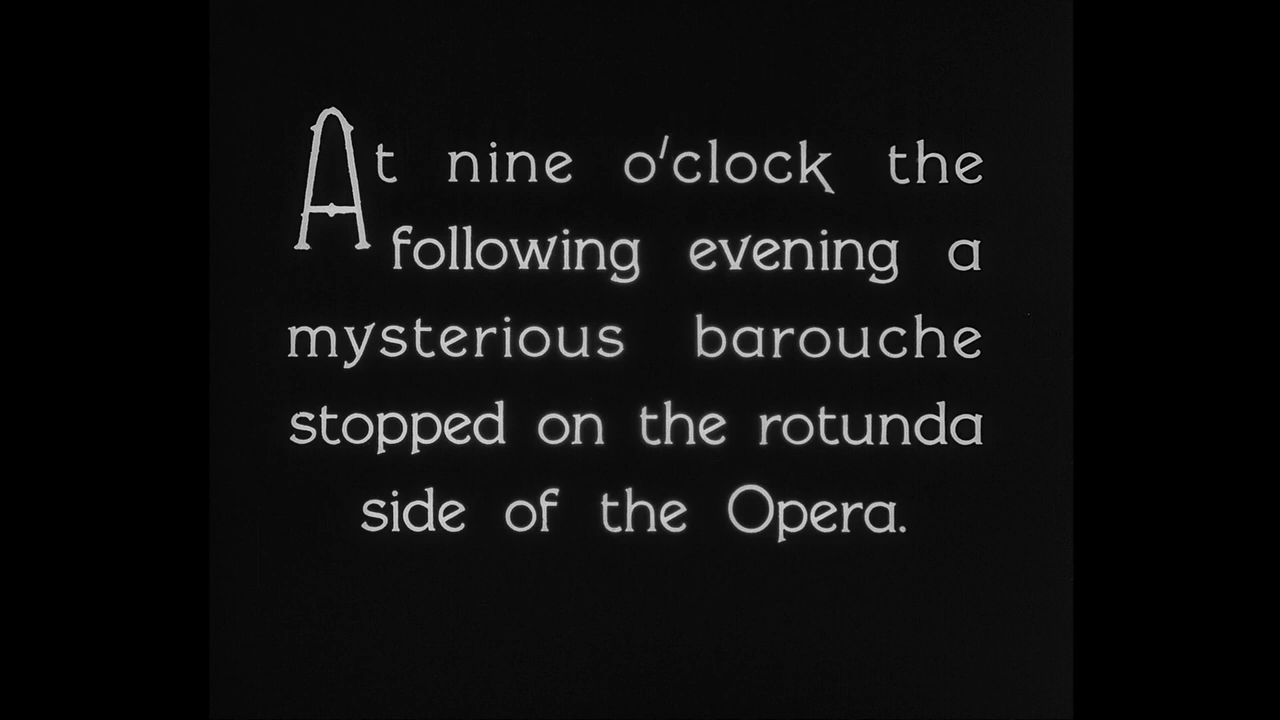 At nine o'clock the
following evening a
mysterious barouche
stopped on the rotunda
side of the Opera.